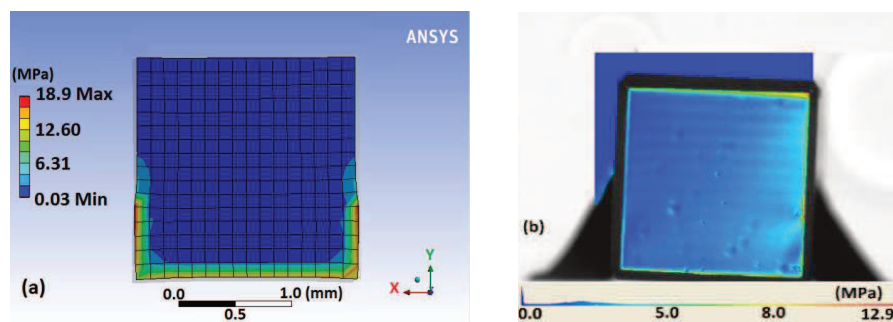 ANSYS
(MPa)
18.9 Max
12.60
6.31
0.03 Min
(a)
0.0
1.0 (mm)
0.5
Y
X
(b)
(MPa)
0.0
5.0
8.0
12.9